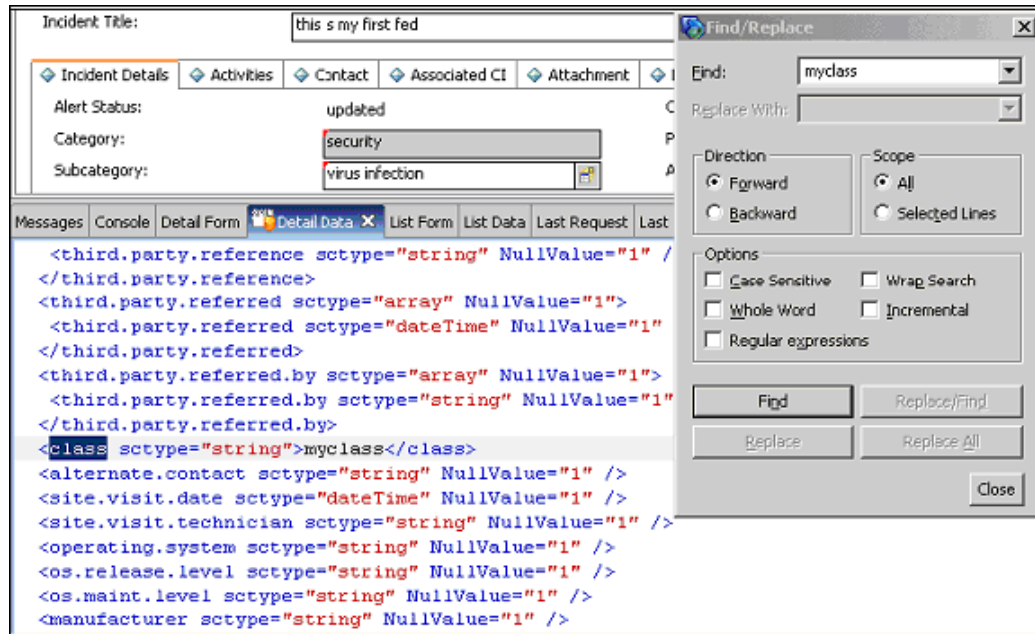 Incident Title:
this s my first fed
Incident Details
Activities
Contact
Associated CI
Attachment
Alert Status:
updated
Category:
security
Subcategory:
virus infection
Messages
Console
Detail Form
Detail Data
List Form
List Data
Last Request
Last
<third.party.reference sctype="string" NullValue="1" /
</third.party.reference>
<third.party.referred sctype="array" NullValue="1">
<third.party.referred sctype="dateTime" NullValue="1"
</third.party.referred>
<third.party.referred.by sctype="array" NullValue="1">
<third.party.referred.by sctype="string" NullValue="1"
</third.party.referred.by>
<class sctype="string">myclass</class>
<alternate.contact sctype="string" NullValue="1" />
<site.visit.date sctype="dateTime" NullValue="1" />
<site.visit.technician sctype="string" NullValue="1" />
<operating.system sctype="string" NullValue="1" />
<os.release.level sctype="string" NullValue="1" />
<os.maint.level sctype="string" NullValue="1" />
<manufacturer sctype="string" NullValue="1" />
Find/Replace
Find:
myclass
Replace With:
Direction
Forward
Backward
Scope
All
Selected Lines
Options
Case Sensitive
Wrap Search
Whole Word
Incremental
Regular expressions
Find
Replace/Find
Replace
Replace All
Close